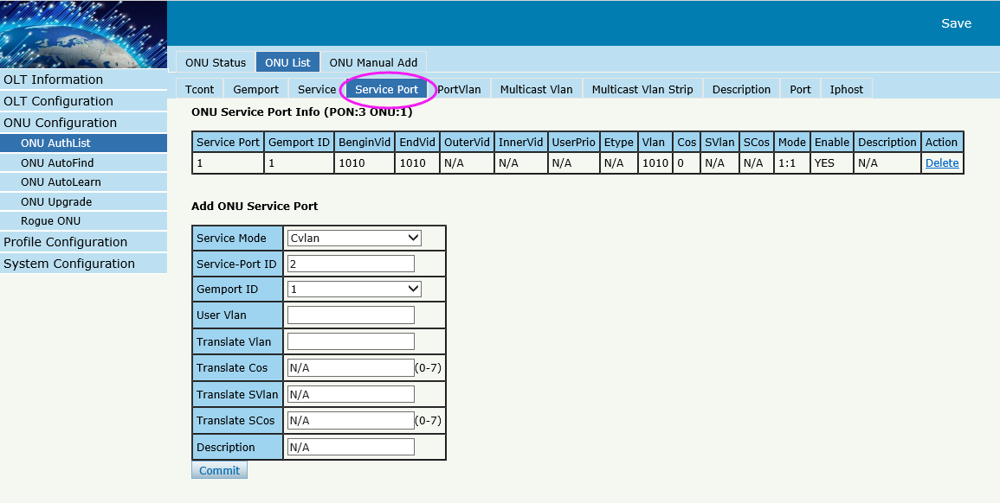 Save
ONU Status ONU List ONU Manual Add
OLT Information
OLT Configuration
ONU Configuration
ONU AuthList
ONU AutoFind
ONU AutoLearn
ONU Upgrade
Rogue ONU
Profile Configuration
System Configuration
Tcont Gemport Service Service Port PortVlan Multicast Vlan Multicast Vlan Strip Description Port Iphost
ONU Service Port Info (PON:3 ONU:1)
Service Port Gemport ID BenginVid EndVid OuterVid InnerVid UserPrio Etype Vlan Cos SVlan SCos Mode Enable Description Action
1 1 1010 1010 N/A N/A N/A N/A 1010 0 N/A N/A 1:1 YES N/A Delete
Add ONU Service Port
Service Mode Cvlan
Service-Port ID 2
Gemport ID 1
User Vlan
Translate Vlan
Translate Cos N/A (0-7)
Translate SVlan N/A
Translate SCos N/A (0-7)
Description N/A
Commit